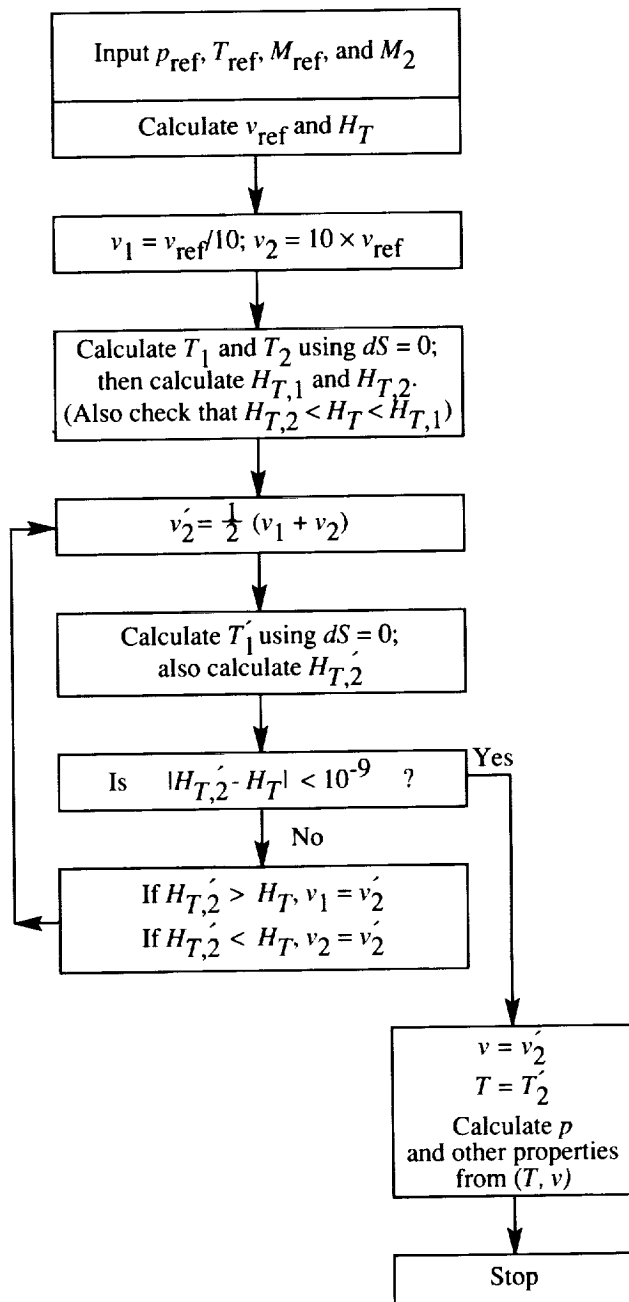 Input p_ref, T_ref, M_ref, and M_2
Calculate v_ref and H_T
v_1 = v_ref/10; v_2 = 10 × v_ref
Calculate T_1 and T_2 using dS = 0;
then calculate H_T,1 and H_T,2.
(Also check that H_T,2 < H_T < H_T,1)
v_2´ = 1/2 (v_1 + v_2)
Calculate T_1´ using dS = 0;
also calculate H_T,2´
Is |H_T,2´ - H_T| < 10^-9 ?
Yes
No
If H_T,2´ > H_T, v_1 = v_2´
If H_T,2´ < H_T, v_2 = v_2´
v = v_2´
T = T_2´
Calculate p
and other properties
from (T, v)
Stop